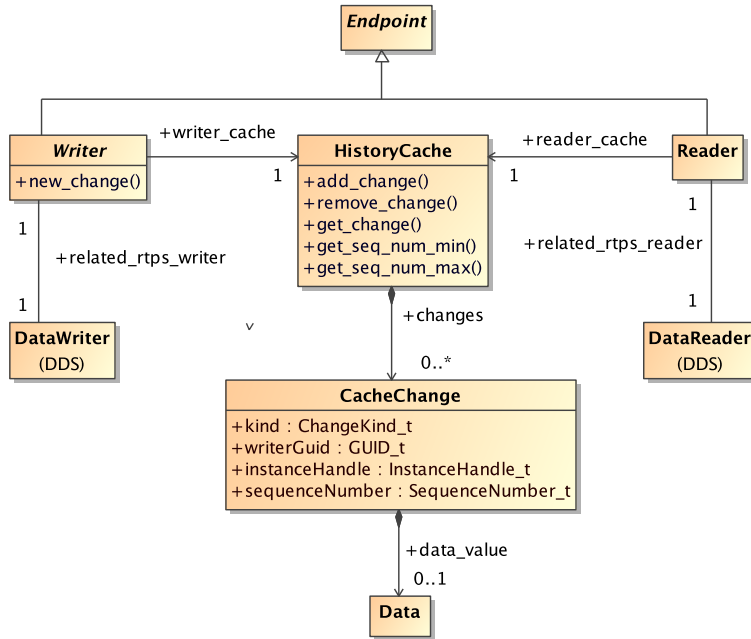 Endpoint
+writer_cache
+reader_cache
Writer
+new_change()
HistoryCache
+add_change()
+remove_change()
+get_change()
+get_seq_num_min()
+get_seq_num_max()
Reader
1
1
1
1
+related_rtps_writer
+related_rtps_reader
1
1
+changes
0..*
DataWriter
(DDS)
DataReader
(DDS)
CacheChange
+kind : ChangeKind_t
+writerGuid : GUID_t
+instanceHandle : InstanceHandle_t
+sequenceNumber : SequenceNumber_t
+data_value
0..1
Data